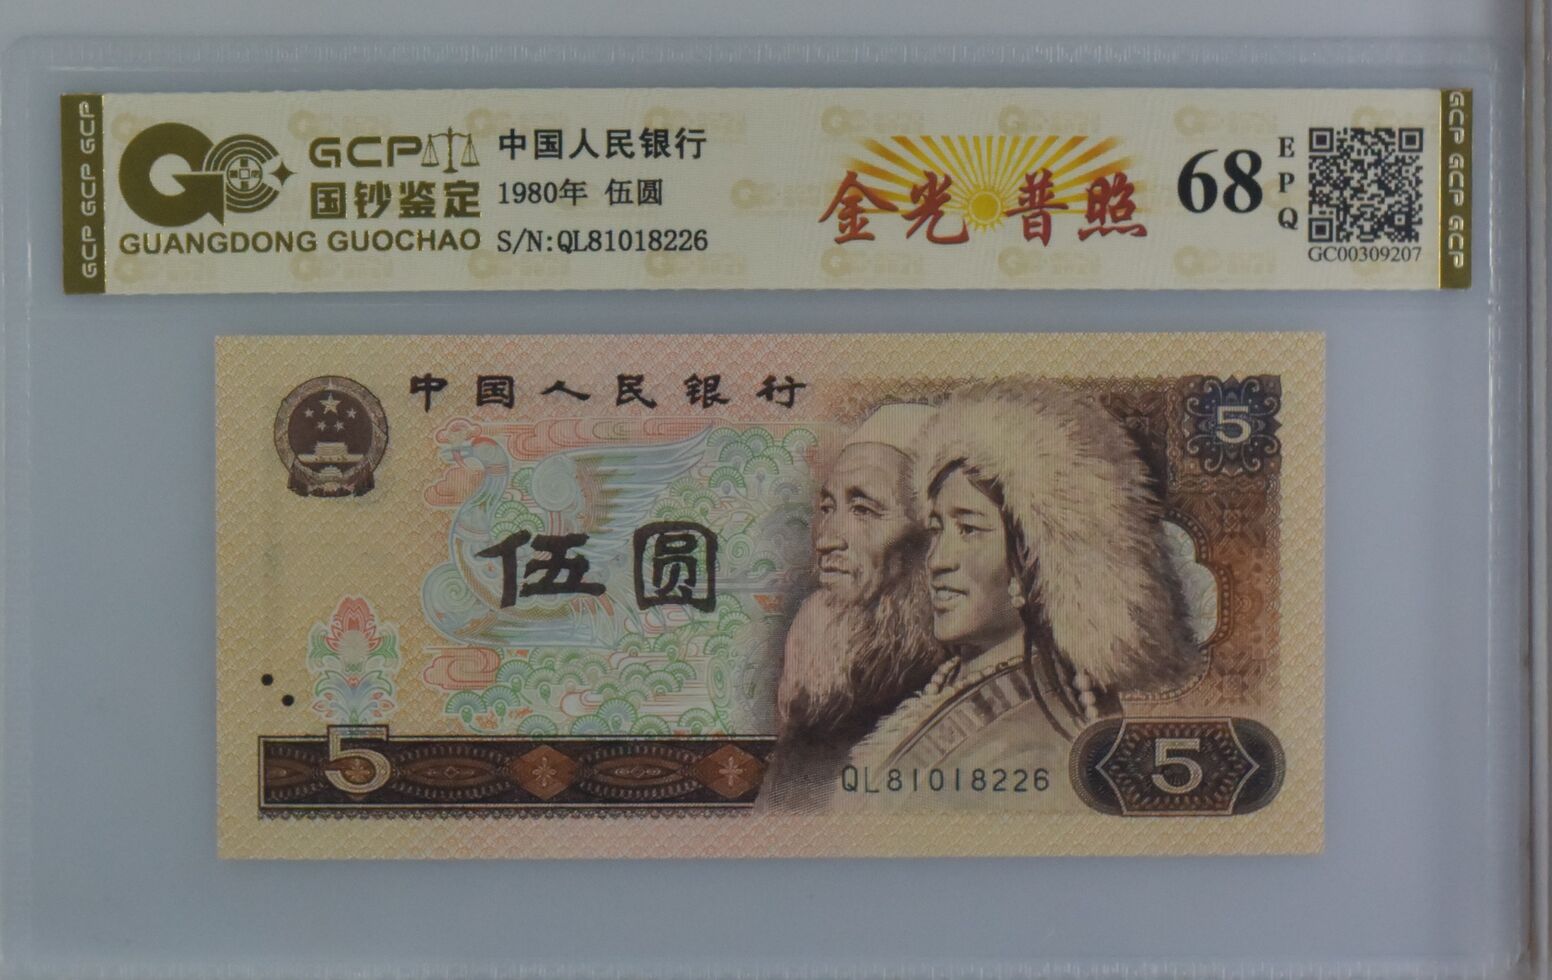 GCP GCP GCP
GCP
国钞鉴定
GUANGDONG GUOCHAO
中国人民银行
1980年 伍圆
S/N:QL81018226
金光普照
68
EPQ
GC00309207
GCP GCP GCP
中国人民银行
5
伍圆
5
QL81018226
5